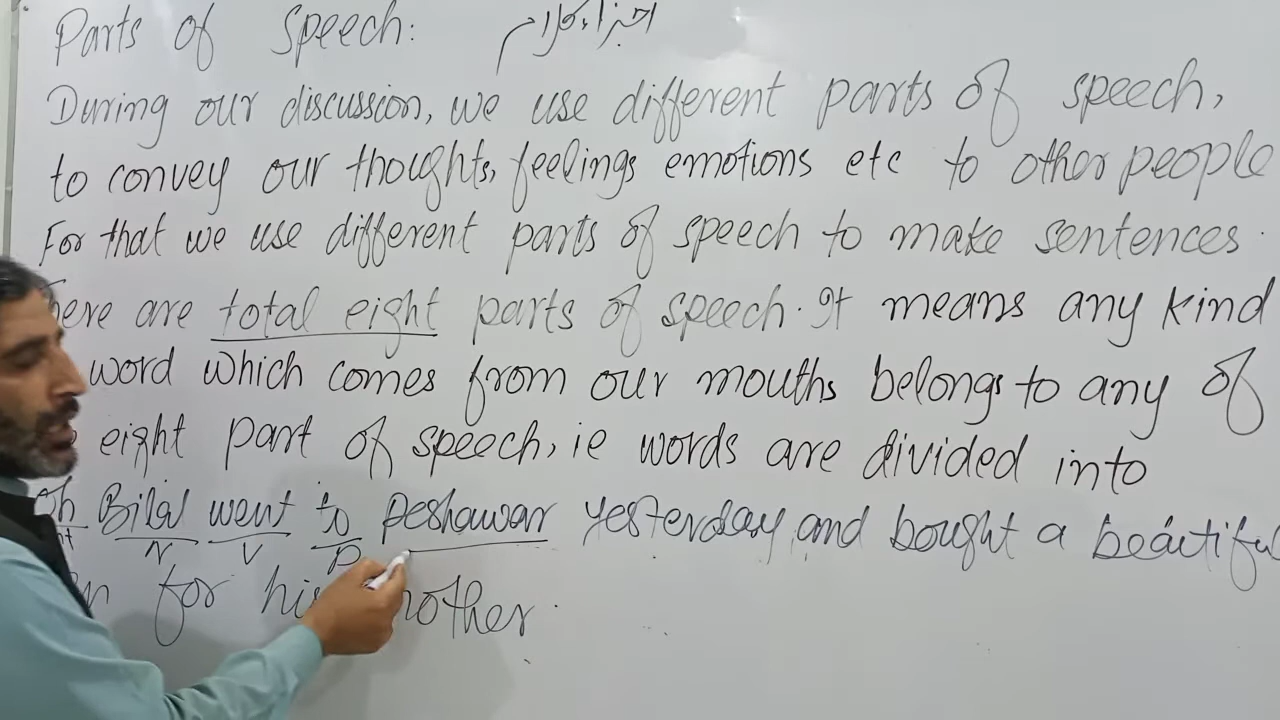 Parts of Speech: اجزاء کلام
During our discussion, we use different parts of speech,
to convey our thoughts, feelings emotions etc to other people
For that we use different parts of speech to make sentences.
total eight parts of speech. It means any kind
word which comes from our mouths belongs to any of
eight part of speech, ie words are divided into
Bilal went to peshawar yesterday, and bought a beautiful
N V P
for his mother.